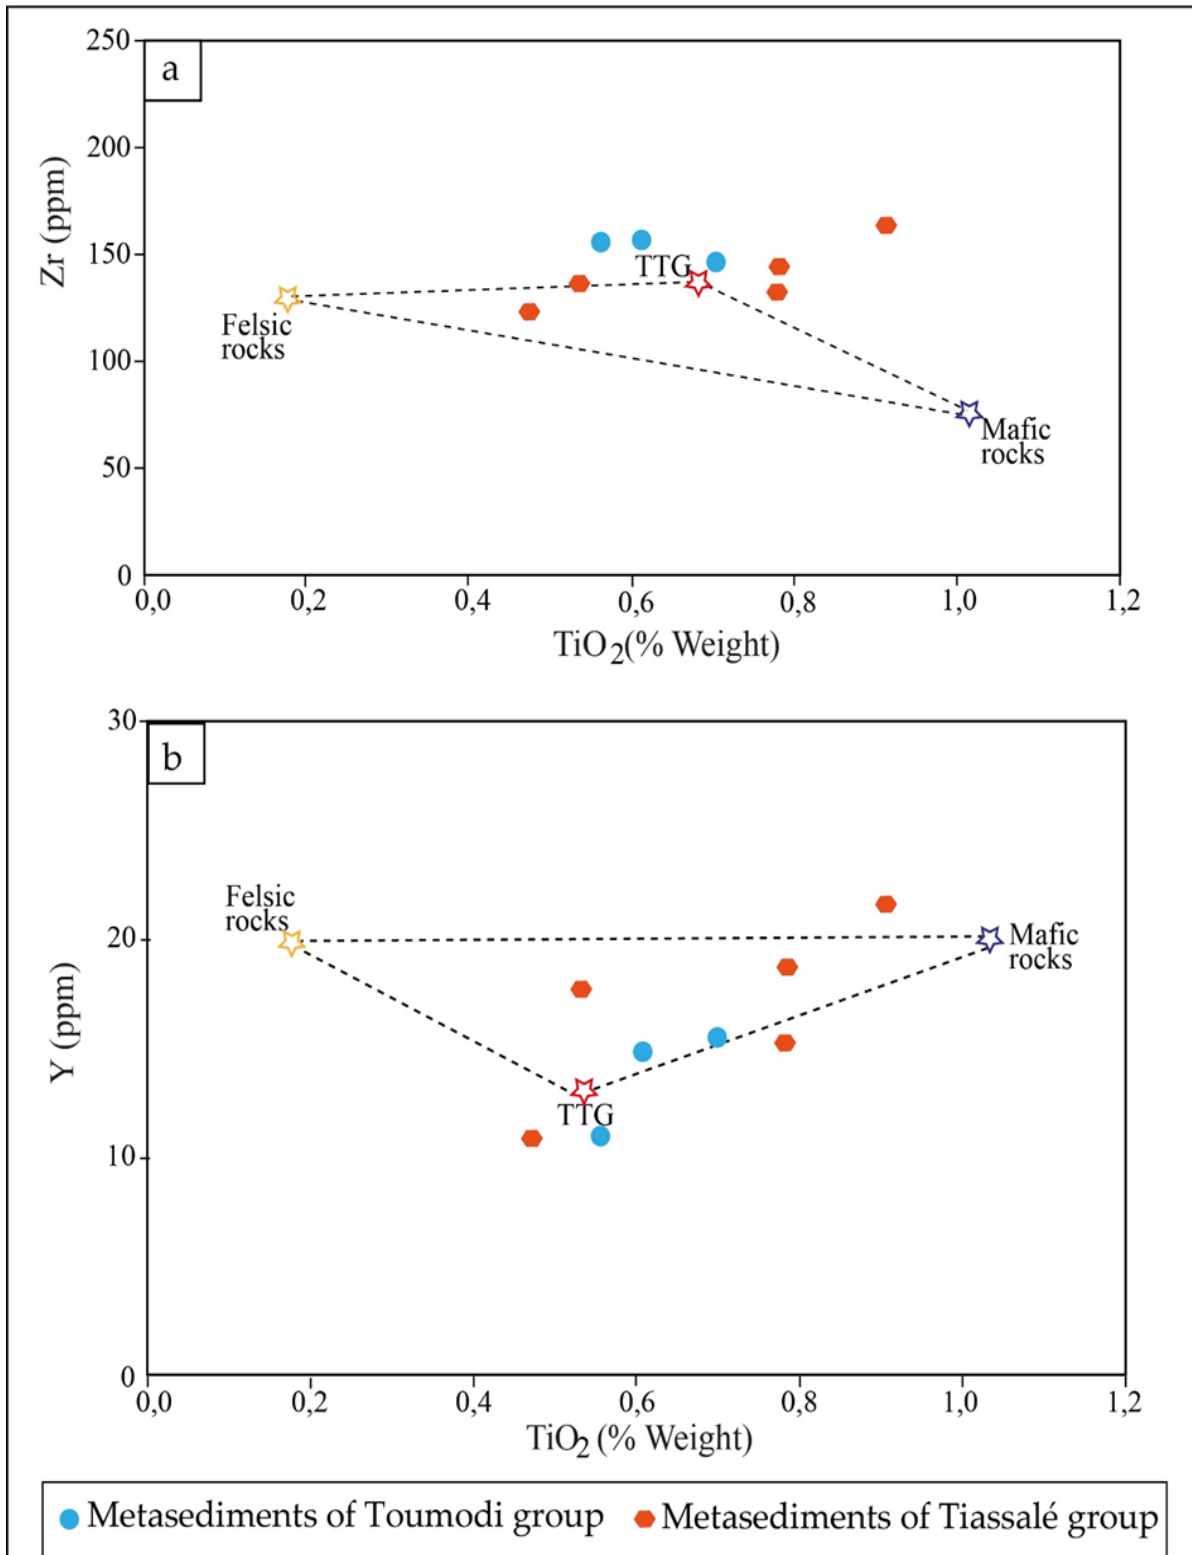 a
250
200
150
100
50
0
Zr (ppm)
TTG
Felsic
rocks
Mafic
rocks
0,0 0,2 0,4 0,6 0,8 1,0 1,2
TiO2(% Weight)
b
30
20
10
0
Y (ppm)
Felsic
rocks
Mafic
rocks
TTG
0,0 0,2 0,4 0,6 0,8 1,0 1,2
TiO2 (% Weight)
Metasediments of Toumodi group Metasediments of Tiassalé group